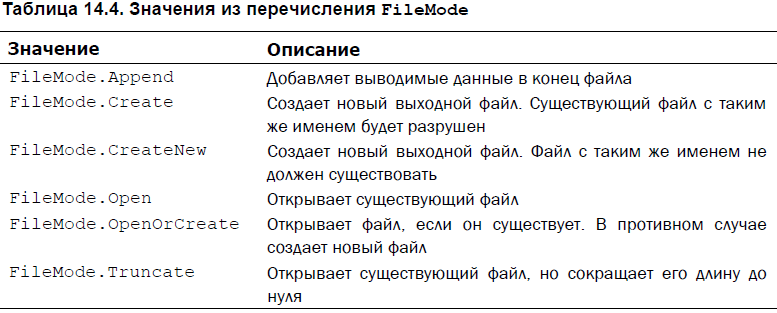 Таблица 14.4. Значения из перечисления FileMode
Значение Описание
FileMode.Append Добавляет выводимые данные в конец файла
FileMode.Create Создает новый выходной файл. Существующий файл с таким
же именем будет разрушен
FileMode.CreateNew Создает новый выходной файл. Файл с таким же именем не
должен существовать
FileMode.Open Открывает существующий файл
FileMode.OpenOrCreate Открывает файл, если он существует. В противном случае
создает новый файл
FileMode.Truncate Открывает существующий файл, но сокращает его длину до
нуля